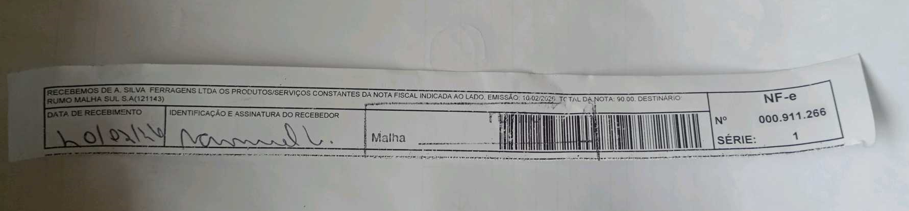 RECEBEMOS DE A. SILVA FERRAGENS LTDA OS PRODUTOS/SERVIÇOS CONSTANTES DA NOTA FISCAL INDICADA AO LADO. EMISSÃO: 10/02/2026 TOTAL DA NOTA: 90.00 DESTINÁRIO:
RUMO MALHA SUL S.A(121143)
DATA DE RECEBIMENTO
IDENTIFICAÇÃO E ASSINATURA DO RECEBEDOR
Malha
NF-e
Nº 000.911.266
SÉRIE: 1